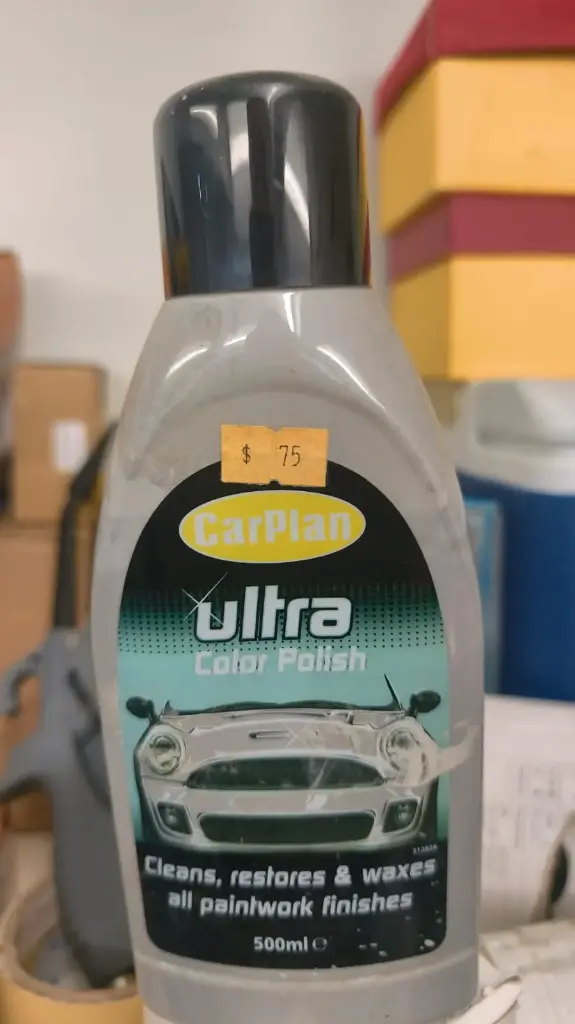 $ 75
CarPlan
ultra
Color Polish
Cleans, restores & waxes
all paintwork finishes
500ml ℮